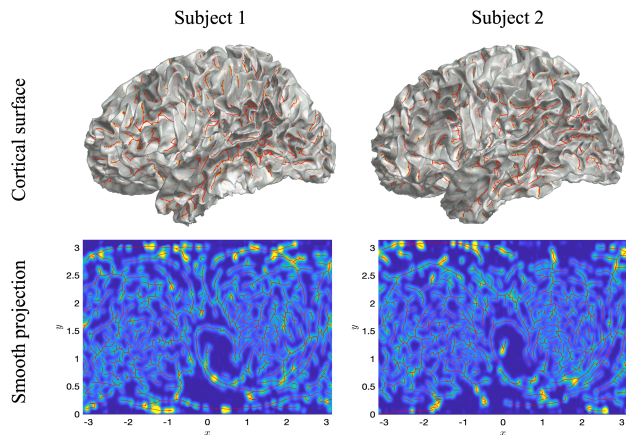 Subject 1
Subject 2
Cortical surface
Smooth projection
3
2.5
2
1.5
1
0.5
0
y
-3 -2 -1 0 1 2 3
x
3
2.5
2
1.5
1
0.5
0
y
-3 -2 -1 0 1 2 3
x